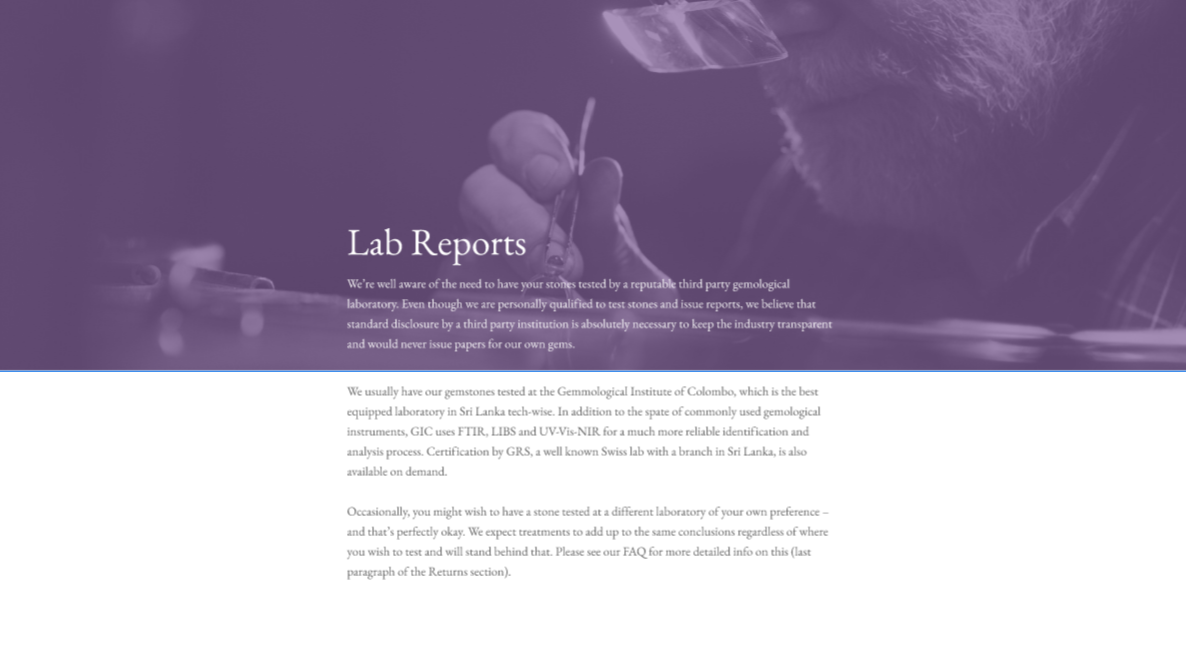 Lab Reports
We're well aware of the need to have your stones tested by a reputable third party gemological
laboratory. Even though we are personally qualified to test stones and issue reports, we believe that
standard disclosure by a third party institution is absolutely necessary to keep the industry transparent
and would never issue papers for our own gems.
We usually have our gemstones tested at the Gemmological Institute of Colombo, which is the best
equipped laboratory in Sri Lanka tech-wise. In addition to the spate of commonly used gemological
instruments, GIC uses FTIR, LIBS and UV-Vis-NIR for a much more reliable identification and
analysis process. Certification by GRS, a well known Swiss lab with a branch in Sri Lanka, is also
available on demand.
Occasionally, you might wish to have a stone tested at a different laboratory of your own preference –
and that's perfectly okay. We expect treatments to add up to the same conclusions regardless of where
you wish to test and will stand behind that. Please see our FAQ for more detailed info on this (last
paragraph of the Returns section).